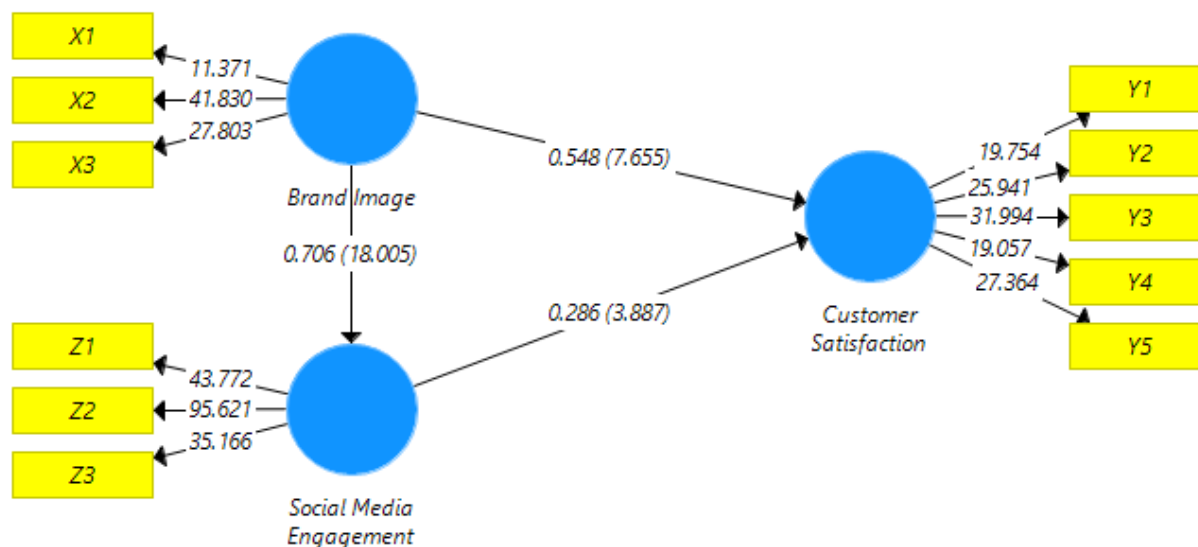 X1
11.371
X2
41.830
X3
27.803
Brand Image
0.548 (7.655)
0.706 (18.005)
0.286 (3.887)
Z1
43.772
Z2
95.621
Z3
35.166
Social Media
Engagement
Customer
Satisfaction
Y1
19.754
Y2
25.941
Y3
31.994
Y4
19.057
Y5
27.364